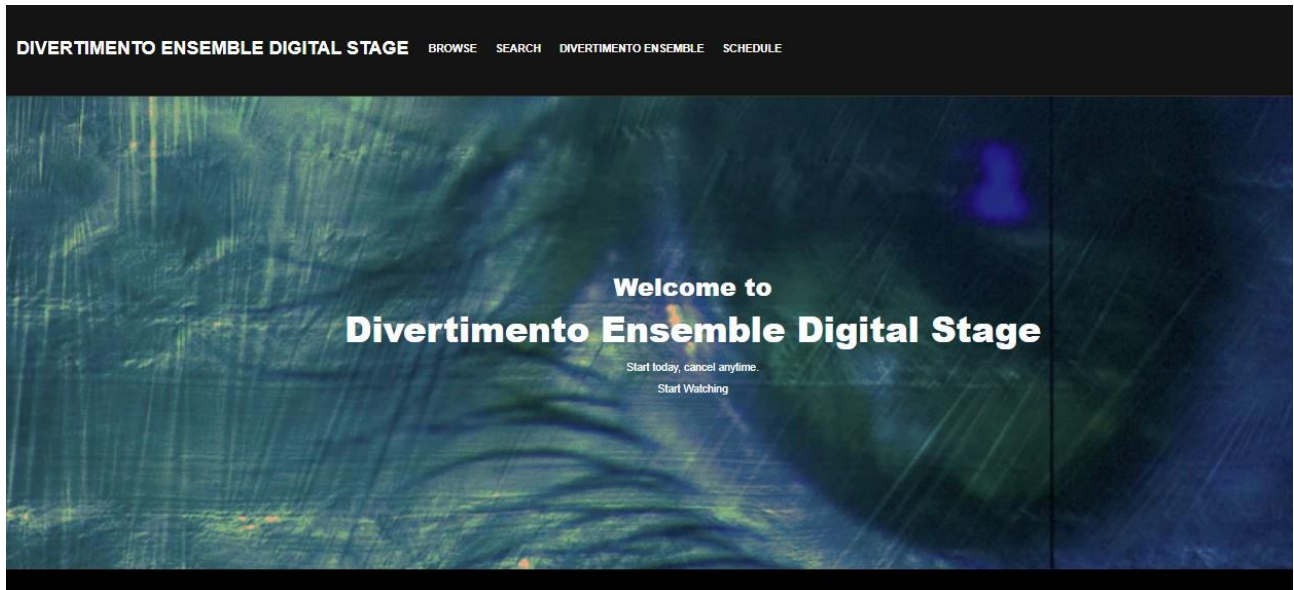 DIVERTIMENTO ENSEMBLE DIGITAL STAGE BROWSE SEARCH DIVERTIMENTO ENSEMBLE SCHEDULE
Welcome to
Divertimento Ensemble Digital Stage
Start today, cancel anytime.
Start Watching